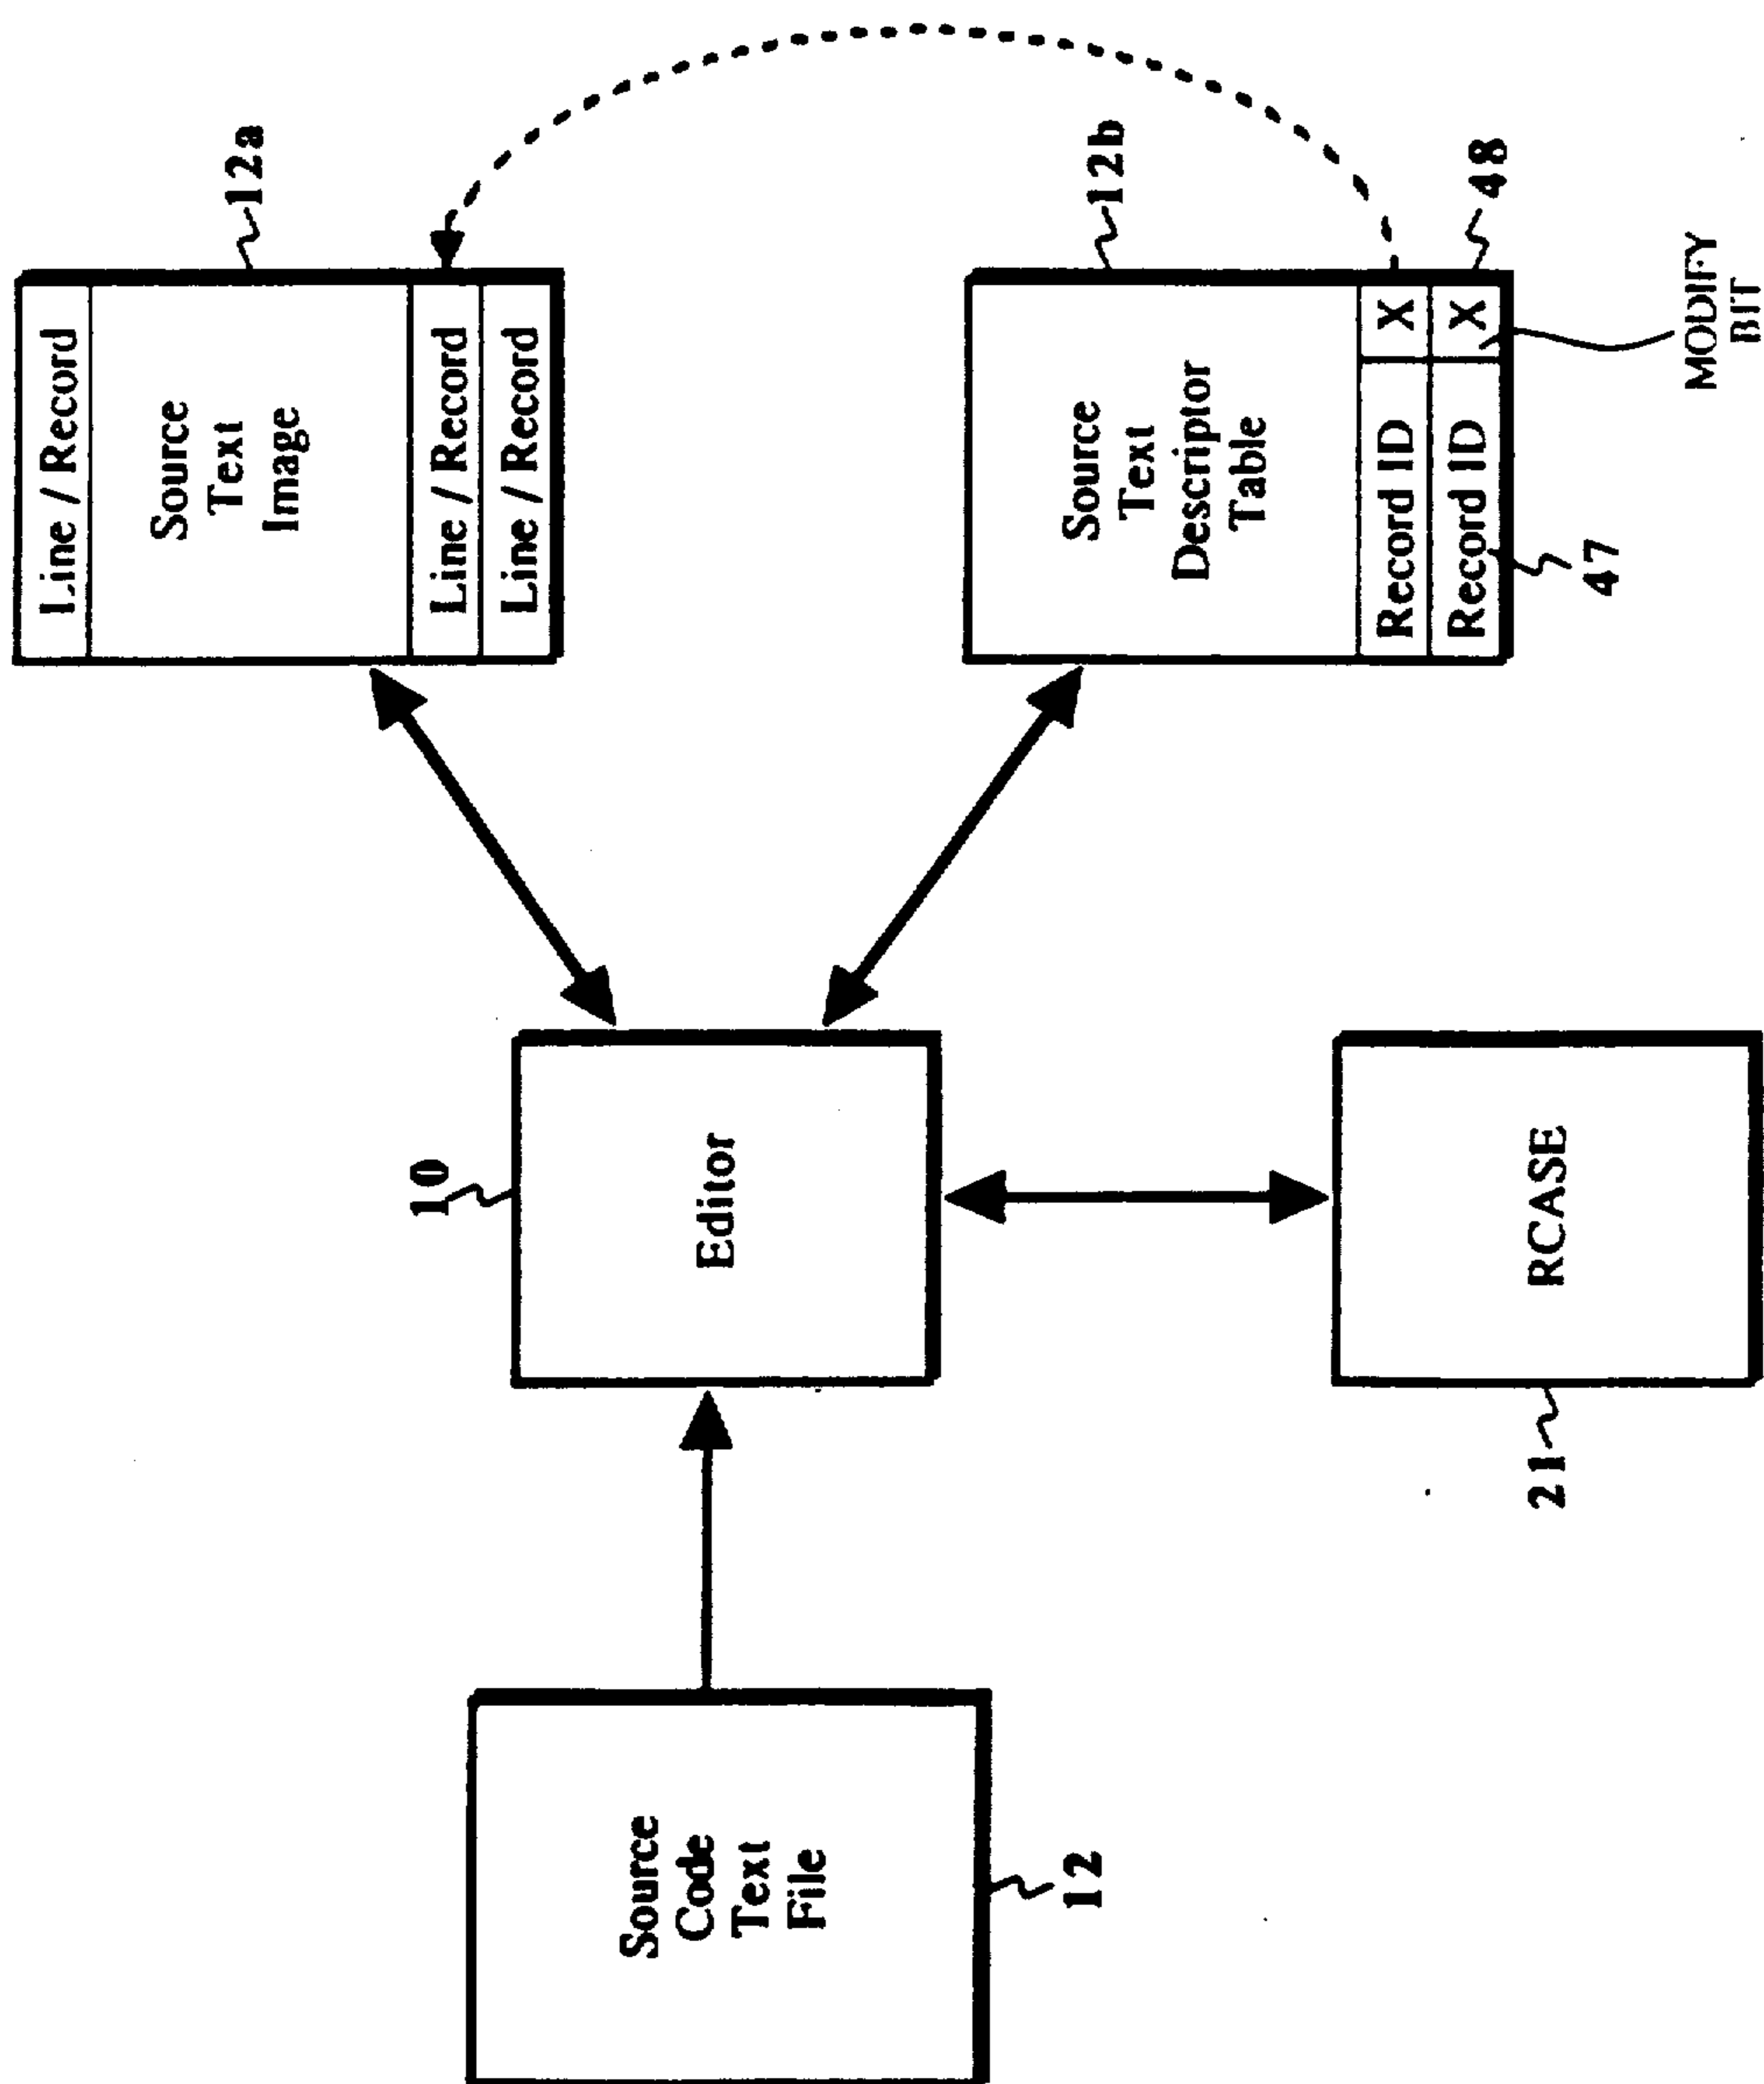 Line / Record
Source
Text
Image
Line / Record
Line / Record
12a
10
Editor
Source
Code
Text
File
12
Source
Text
Descriptor
Table
Record ID X
Record ID X
12b
48
47
MODIFY
BIT
RCASE
21